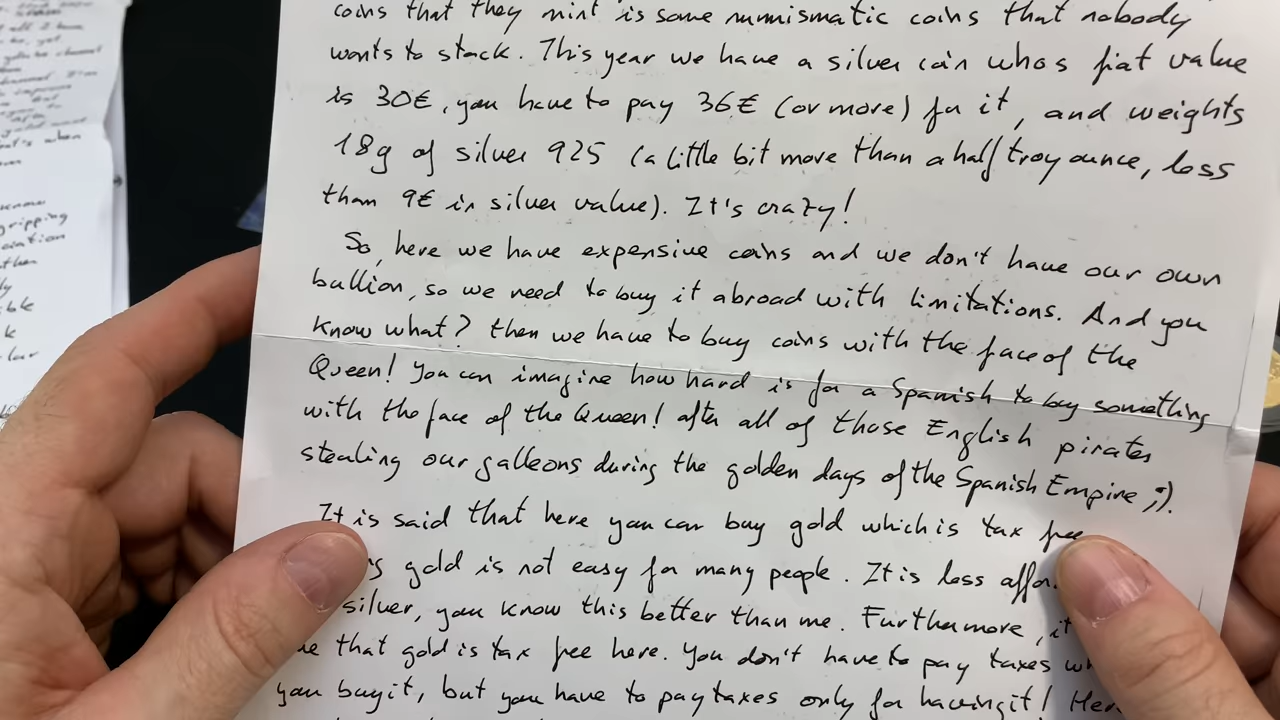 coins that they mint is some numismatic coins that nobody
wants to stack. This year we have a silver coin whos fiat value
is 30€, you have to pay 36€ (or more) for it, and weights
18g of silver 925 (a little bit more than a half troy ounce, loss
than 9€ in silver value). It's crazy!
So, here we have expensive coins and we don't have our own
bullion, so we need to buy it abroad with limitations. And you
know what? then we have to buy coins with the face of the
Queen! You can imagine how hard is for a Spanish to buy something
with the face of the Queen! after all of those English pirates
stealing our galleons during the golden days of the Spanish Empire ;).
It is said that here you can buy gold which is tax free
gold is not easy for many people. It is loss
silver, you know this better than me. Furthermore, it
that gold is tax free here. You don't have to pay taxes
you buy it, but you have to pay taxes only for having it!
when
gripping